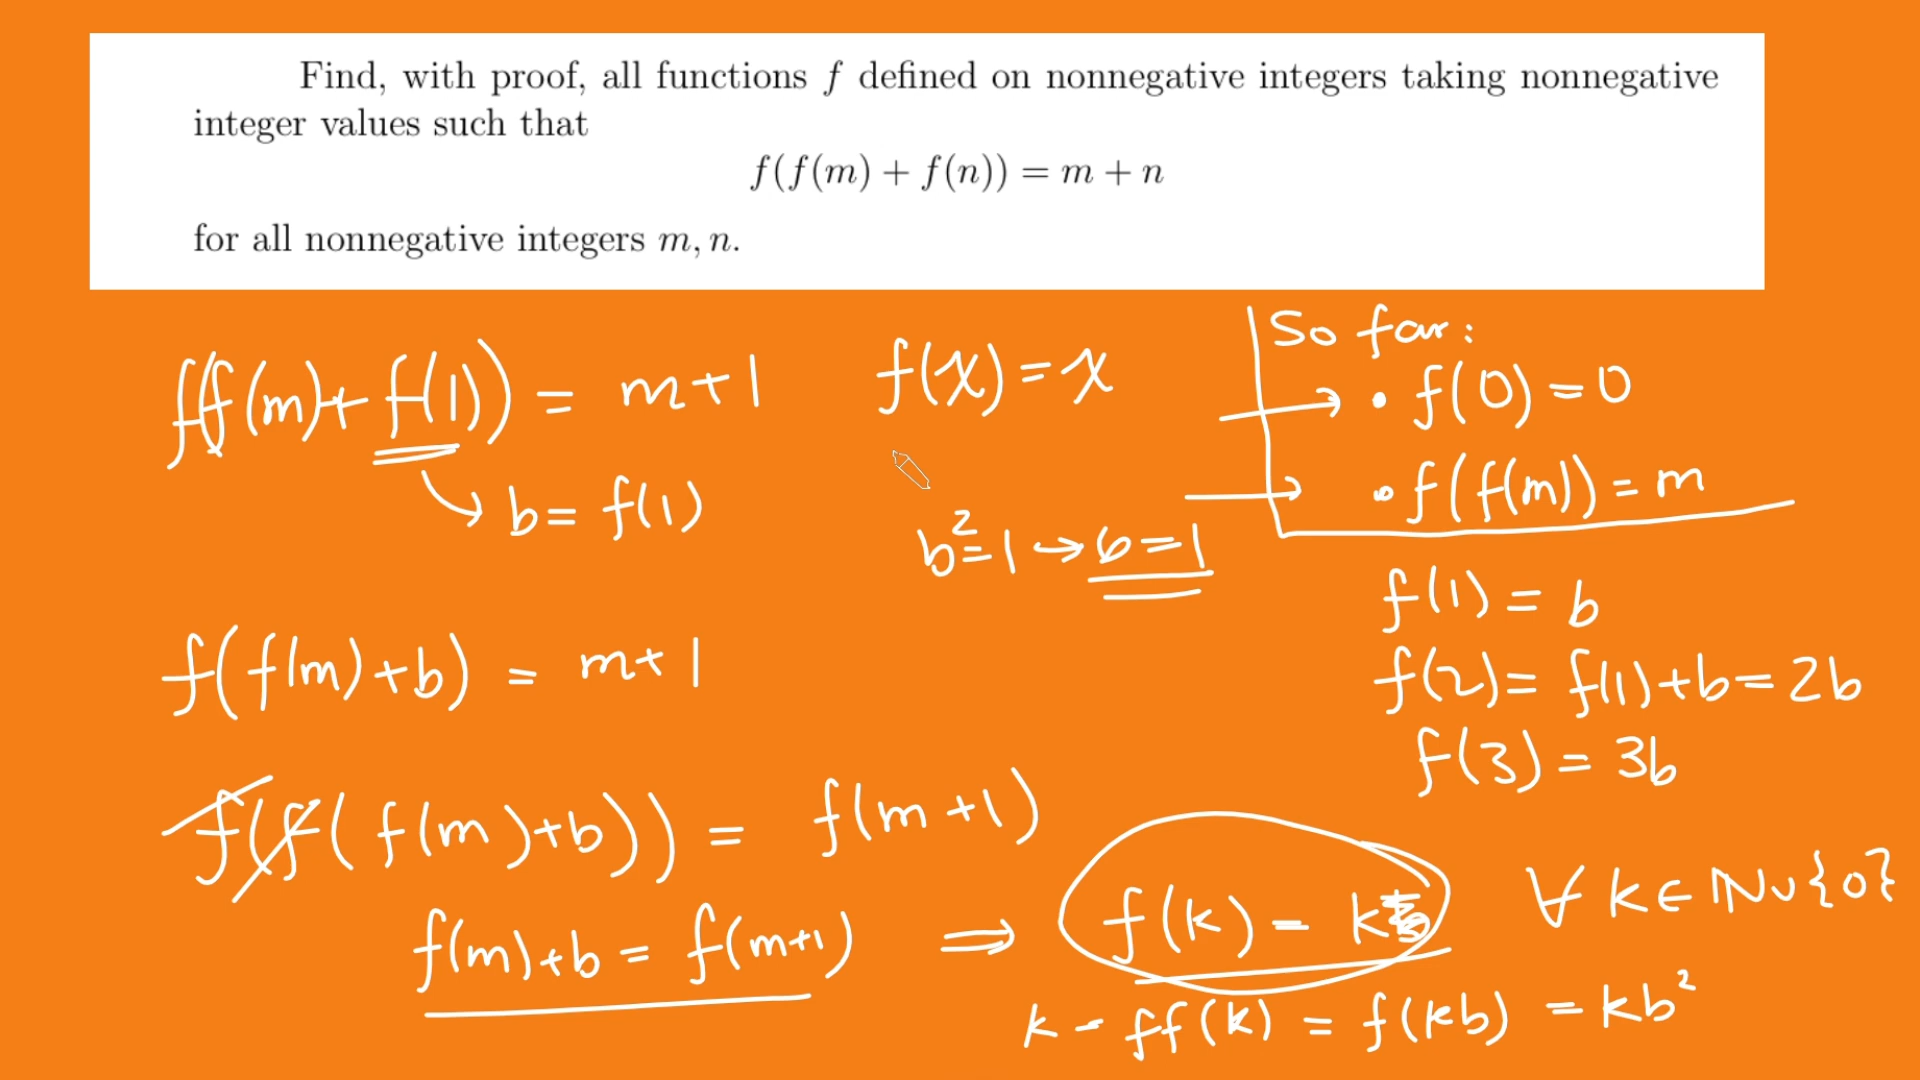 Find, with proof, all functions f defined on nonnegative integers taking nonnegative
integer values such that
f(f(m) + f(n)) = m + n
for all nonnegative integers m, n.
f(f(m)+f(1)) = m+1
b = f(1)
f(f(m)+b) = m+1
f(f(f(m)+b)) = f(m+1)
f(m)+b = f(m+1) ⇒
f(x) = x
b²=1 → b=1
So far:
• f(0) = 0
• f(f(m)) = m
f(1) = b
f(2) = f(1)+b = 2b
f(3) = 3b
f(k) = k ∀ k ∈ N∪{0}
k = ff(k) = f(kb) = kb²